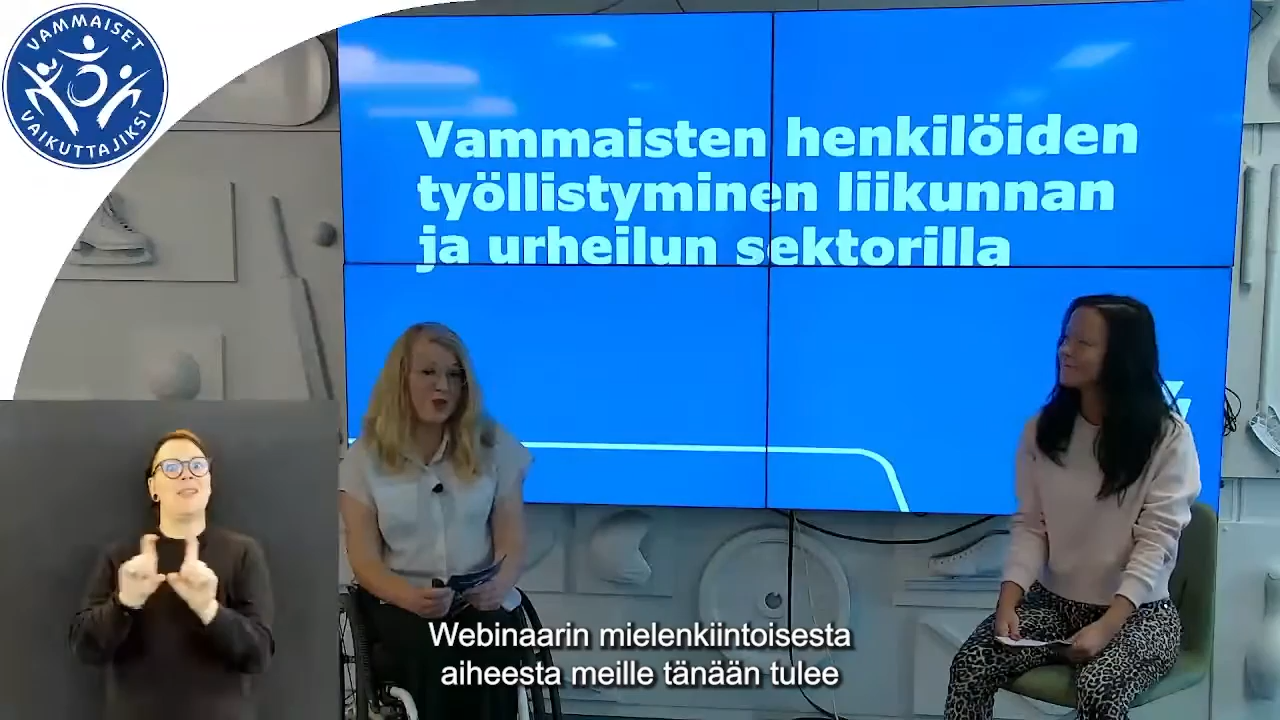 VAMMAISET
VAIKUTTAJIKSI
Vammaisten henkilöiden
työllistyminen liikunnan
ja urheilun sektorilla
Webinaarin mielenkiintoisesta
aiheesta meille tänään tulee